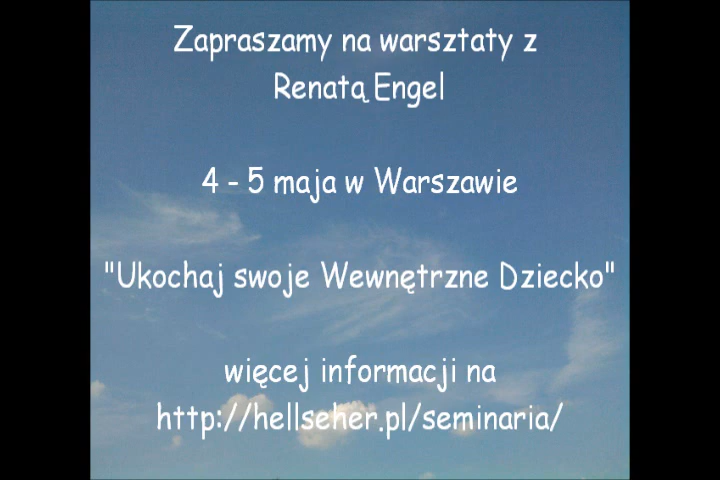 Zapraszamy na warsztaty z
Renatą Engel
4 - 5 maja w Warszawie
"Ukochaj swoje Wewnętrzne Dziecko"
więcej informacji na
http://hellseher.pl/seminaria/